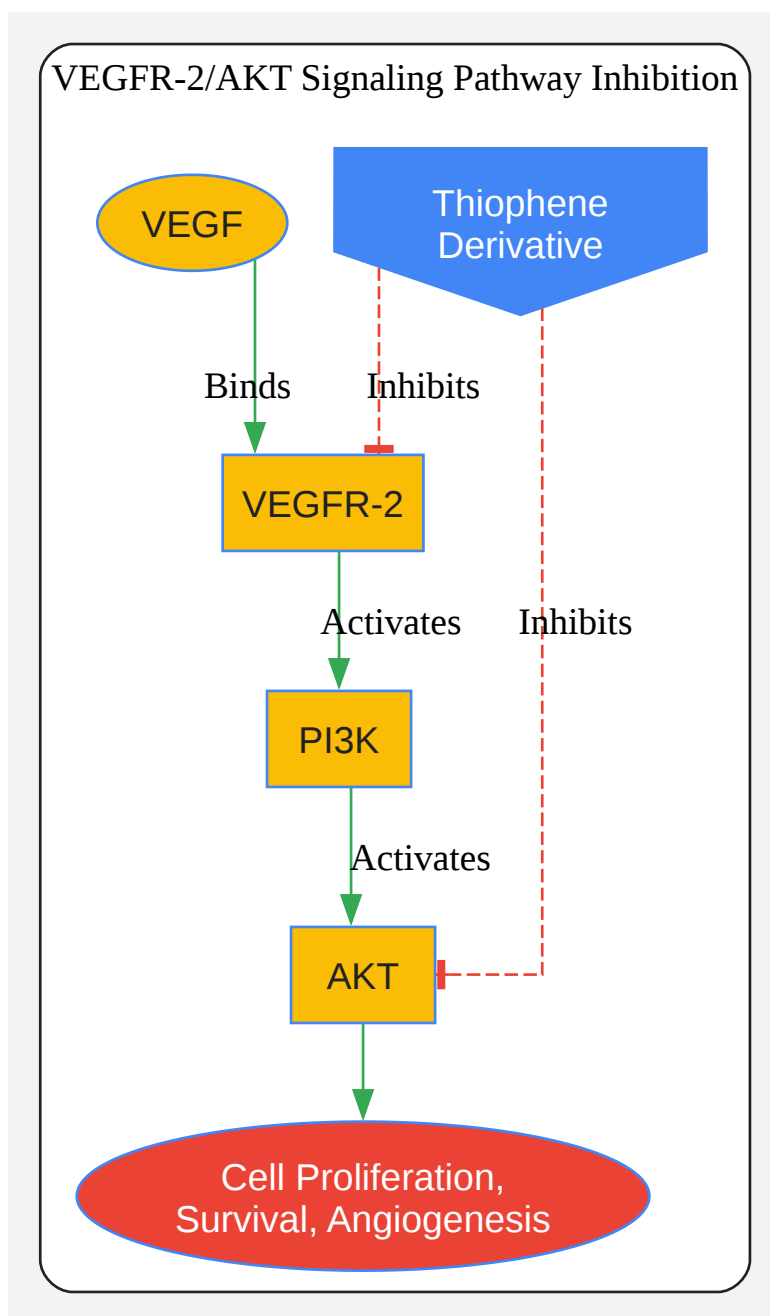 VEGFR-2/AKT Signaling Pathway Inhibition
VEGF
Thiophene
Derivative
Binds
Inhibits
VEGFR-2
Activates
Inhibits
PI3K
Activates
AKT
Cell Proliferation,
Survival, Angiogenesis